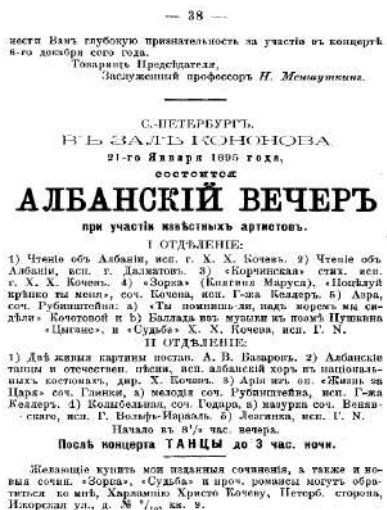 — 38 —
нести Вамъ глубокую признательность за участіе въ концертѣ
6-го декабря сего года.
Товарищъ Предсѣдателя,
Заслуженный профессоръ Н. Меншуткинъ.
С.-ПЕТЕРБУРГЪ.
ВЪ ЗАЛѢ КОНОНОВА
21-го Января 1895 года,
состоится
АЛБАНСКІЙ ВЕЧЕРЪ
при участіи извѣстныхъ артистовъ.
I ОТДѢЛЕНІЕ:
1) Чтеніе объ Албаніи, исп. г. Х. Х. Кочевъ. 2) Чтеніе объ
Албаніи, исп. г. Далматовъ. 3) «Корчинская» стих. исп.
г. Х. Х. Кочевъ. 4) «Зорка» (Княгиня Маруся), «Поцѣлуй
крѣпко ты меня», соч. Кочева, исп. Г-жа Келлеръ. 5) Азра,
соч. Рубинштейна: а) «Ты помнишь-ли, надъ моремъ мы си-
дѣли» Кочетовой и b) Баллада изъ музыки къ поэмѣ Пушкина
«Цыгане», и «Судьба» Х. Х. Кочева, исп. Г. N.
II ОТДѢЛЕНІЕ:
1) Двѣ живыя картины постав. А. В. Базаровъ. 2) Албанскіе
танцы и отечествен. пѣсни, исп. албанскій хоръ въ національ-
ныхъ костюмахъ, дир. Х. Кочевъ. 3) Арія изъ оп. «Жизнь за
Царя» соч. Глинки, а) мелодія соч. Рубинштейна, исп. Г-жа
Келлеръ. 4) Колыбельная, соч. Годара, в) мазурка соч. Веняв-
скаго, исп. Г. Вольфъ-Израэль. 5) Лезгинка, исп. Г. N.
Начало въ 8½ час. вечера.
Послѣ концерта ТАНЦЫ до 3 час. ночи.
Желающіе купить мои изданныя сочиненія, а также и но-
выя сочин. «Зорка», «Судьба» и проч. романсы могутъ обра-
титься ко мнѣ, Харлампію Христо Кочеву, Петерб. сторона,
Ижорская ул., д. № кв. 9.